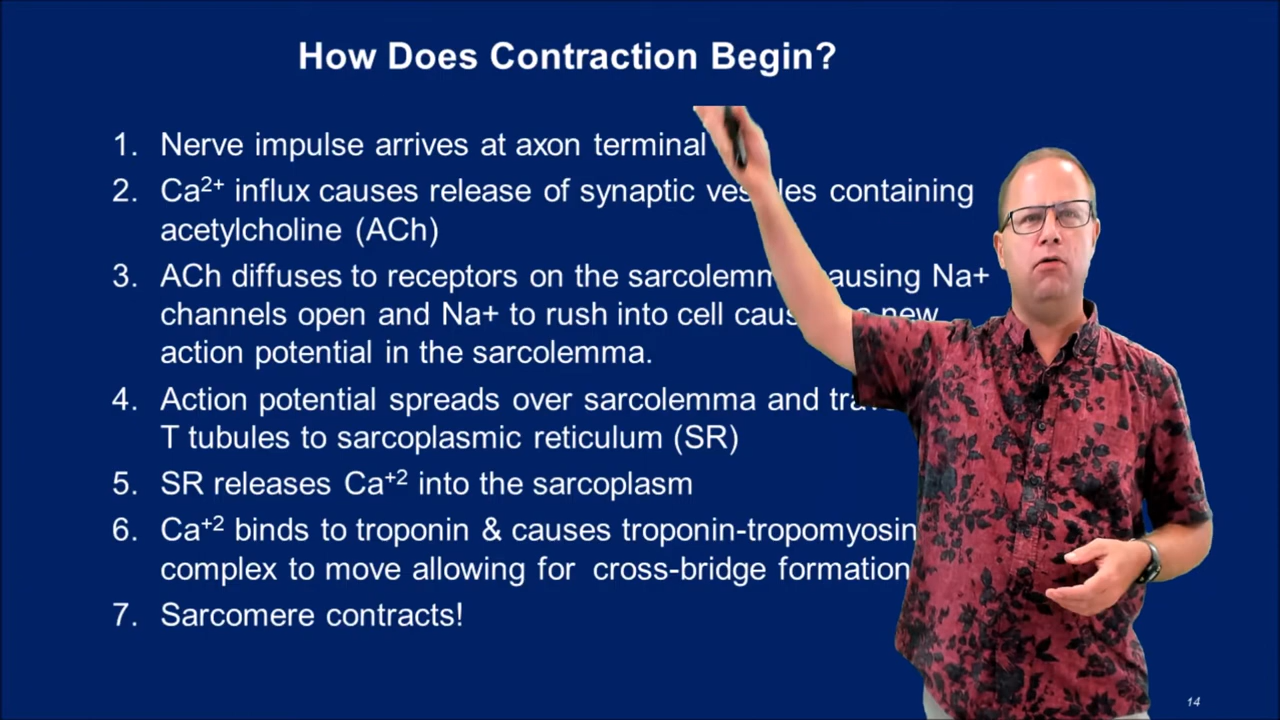 How Does Contraction Begin?
1. Nerve impulse arrives at axon terminal
2. Ca²⁺ influx causes release of synaptic containing
acetylcholine (ACh)
3. ACh diffuses to receptors on the Na+
channels open and Na+ to rush into cell new
action potential in the sarcolemma.
4. Action potential spreads over sarcolemma and
T tubules to sarcoplasmic reticulum (SR)
5. SR releases Ca⁺² into the sarcoplasm
6. Ca⁺² binds to troponin & causes troponin-tropomyosin
complex to move allowing for cross-bridge formation
7. Sarcomere contracts!
14